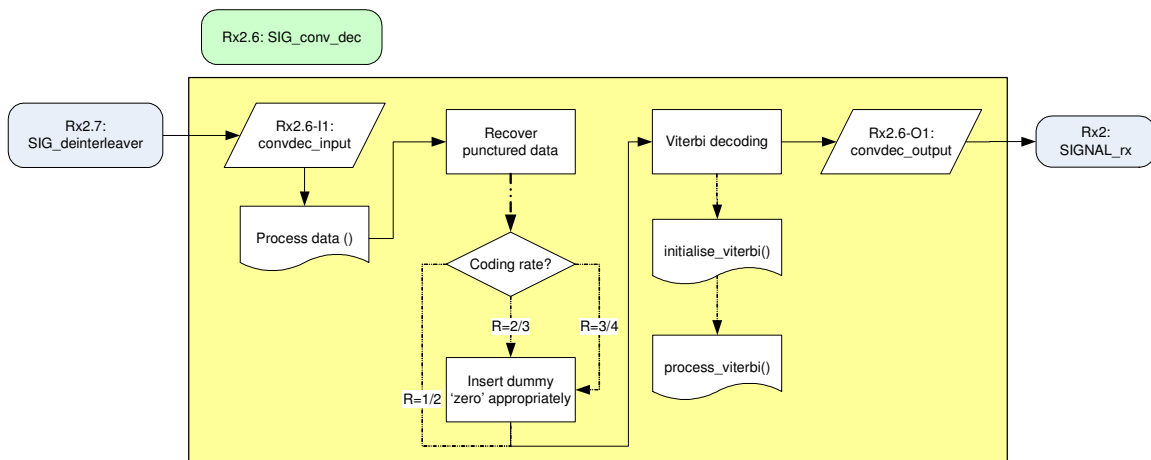 Rx2.6: SIG_conv_dec
Rx2.7:
SIG_deinterleaver
Rx2.6-I1:
convdec_input
Recover
punctured data
Viterbi decoding
Rx2.6-O1:
convdec_output
Rx2:
SIGNAL_rx
Process data ()
Coding rate?
initialise_viterbi()
R=2/3
R=3/4
Insert dummy
‘zero’ appropriately
R=1/2
process_viterbi()